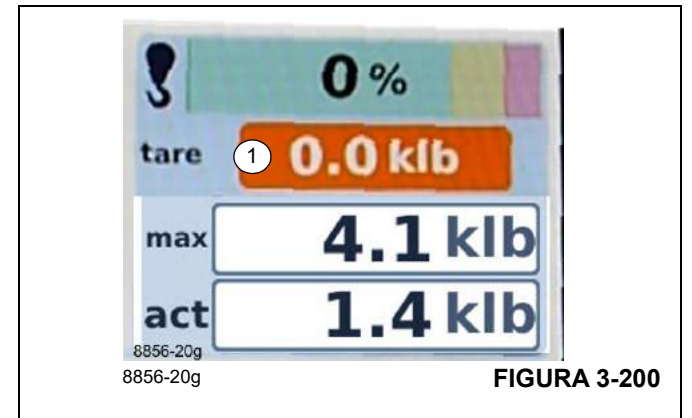 0 %
tare 1 0.0 klb
max 4.1 klb
act 1.4 klb
8856-20g
8856-20g FIGURA 3-200